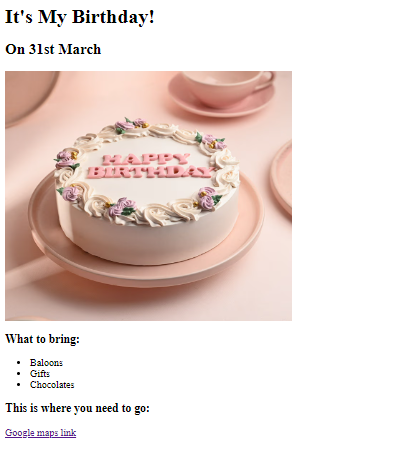 It's My Birthday!
On 31st March
HAPPY
BIRTHDAY
What to bring:
Baloons
Gifts
Chocolates
This is where you need to go:
Google maps link